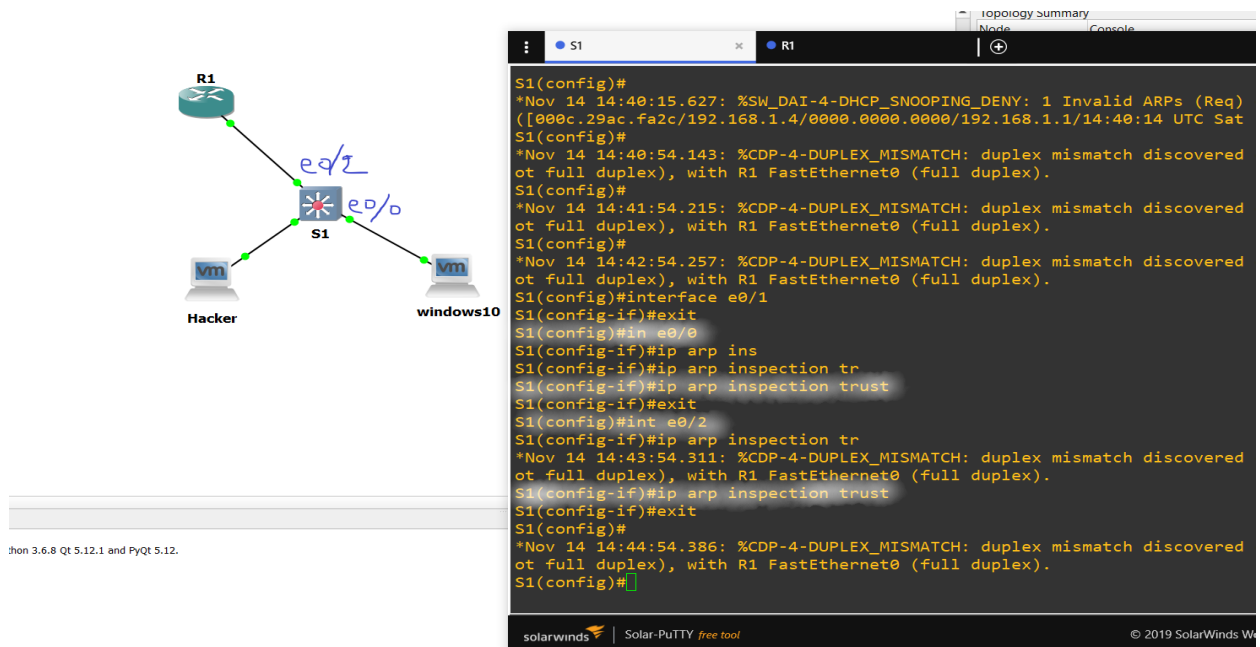 Topology Summary
Node Console
S1 × R1
R1
e0/2
e0/0
S1
vm
vm
Hacker
windows10
S1(config)#
*Nov 14 14:40:15.627: %SW_DAI-4-DHCP_SNOOPING_DENY: 1 Invalid ARPs (Req)
([000c.29ac.fa2c/192.168.1.4/0000.0000.0000/192.168.1.1/14:40:14 UTC Sat
S1(config)#
*Nov 14 14:40:54.143: %CDP-4-DUPLEX_MISMATCH: duplex mismatch discovered
ot full duplex), with R1 FastEthernet0 (full duplex).
S1(config)#
*Nov 14 14:41:54.215: %CDP-4-DUPLEX_MISMATCH: duplex mismatch discovered
ot full duplex), with R1 FastEthernet0 (full duplex).
S1(config)#
*Nov 14 14:42:54.257: %CDP-4-DUPLEX_MISMATCH: duplex mismatch discovered
ot full duplex), with R1 FastEthernet0 (full duplex).
S1(config)#interface e0/1
S1(config-if)#exit
S1(config)#in e0/0
S1(config-if)#ip arp ins
S1(config-if)#ip arp inspection tr
S1(config-if)#ip arp inspection trust
S1(config-if)#exit
S1(config)#int e0/2
S1(config-if)#ip arp inspection tr
*Nov 14 14:43:54.311: %CDP-4-DUPLEX_MISMATCH: duplex mismatch discovered
ot full duplex), with R1 FastEthernet0 (full duplex).
S1(config-if)#ip arp inspection trust
S1(config-if)#exit
S1(config)#
*Nov 14 14:44:54.386: %CDP-4-DUPLEX_MISMATCH: duplex mismatch discovered
ot full duplex), with R1 FastEthernet0 (full duplex).
S1(config)#
thon 3.6.8 Qt 5.12.1 and PyQt 5.12.
solarwinds Solar-PuTTY free tool © 2019 SolarWinds We